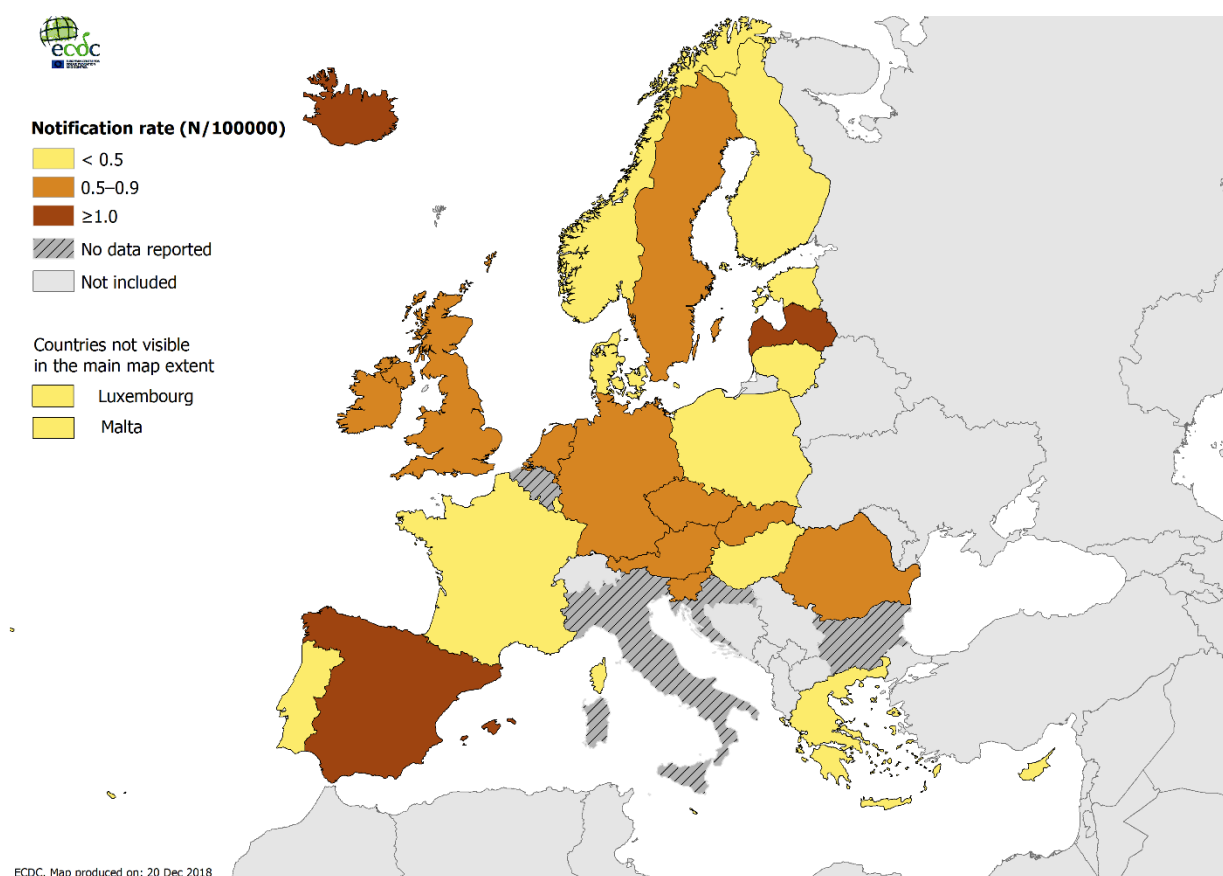 ecdc
Notification rate (N/100000)
< 0.5
0.5–0.9
≥1.0
No data reported
Not included
Countries not visible
in the main map extent
Luxembourg
Malta
ECDC. Map produced on: 20 Dec 2018